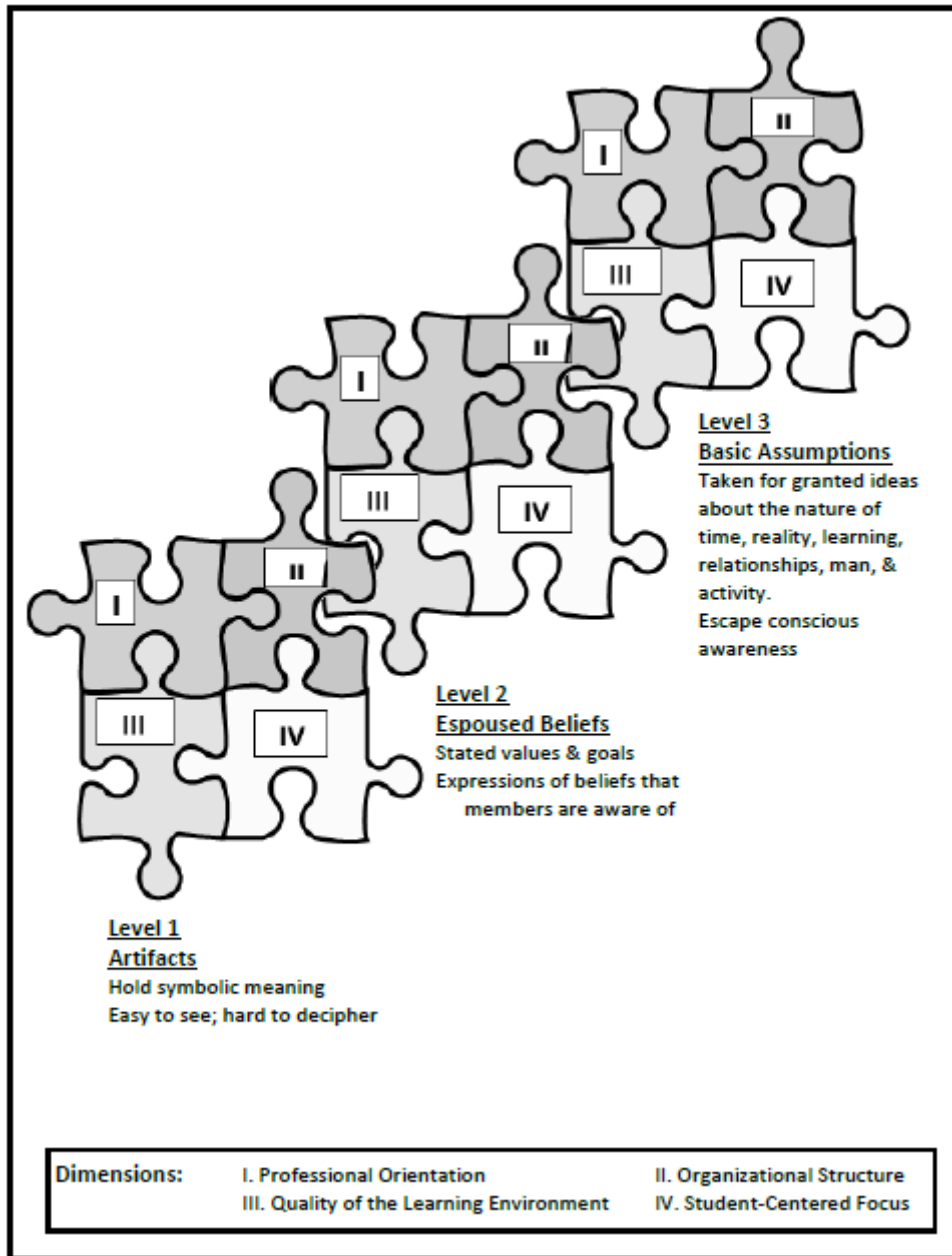 I
II
III
IV
I
II
III
IV
I
II
III
IV
Level 3
Basic Assumptions
Taken for granted ideas
about the nature of
time, reality, learning,
relationships, man, &
activity.
Escape conscious
awareness
Level 2
Espoused Beliefs
Stated values & goals
Expressions of beliefs that
members are aware of
Level 1
Artifacts
Hold symbolic meaning
Easy to see; hard to decipher
Dimensions: I. Professional Orientation II. Organizational Structure
III. Quality of the Learning Environment IV. Student-Centered Focus